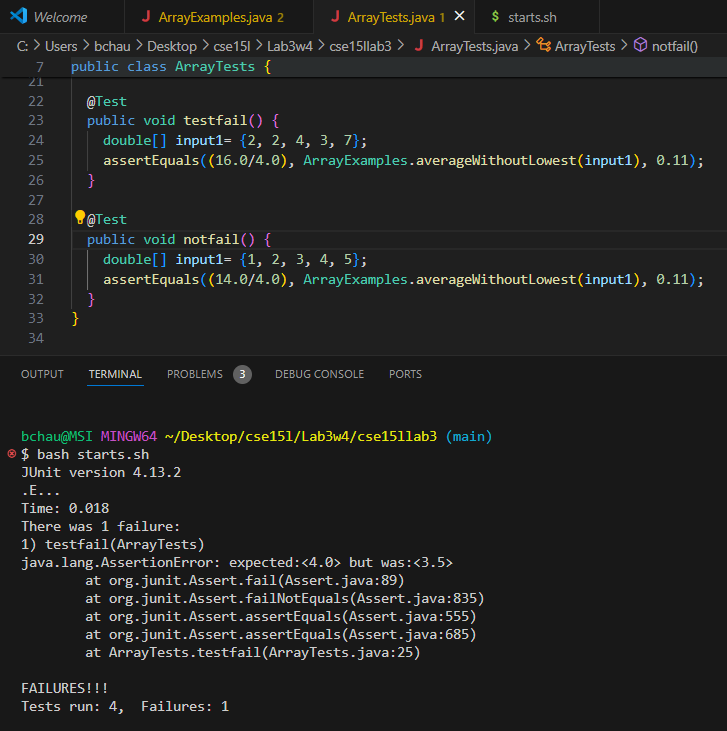 Welcome J ArrayExamples.java 2 J ArrayTests.java 1 × $ starts.sh
C: > Users > bchau > Desktop > cse15l > Lab3w4 > cse15llab3 > J ArrayTests.java > ArrayTests > notfail()
7 public class ArrayTests {
21
22 @Test
23 public void testfail() {
24 double[] input1= {2, 2, 4, 3, 7};
25 assertEquals((16.0/4.0), ArrayExamples.averageWithoutLowest(input1), 0.11);
26 }
27
28 @Test
29 public void notfail() {
30 double[] input1= {1, 2, 3, 4, 5};
31 assertEquals((14.0/4.0), ArrayExamples.averageWithoutLowest(input1), 0.11);
32 }
33 }
34
OUTPUT TERMINAL PROBLEMS 3 DEBUG CONSOLE PORTS
bchau@MSI MINGW64 ~/Desktop/cse15l/Lab3w4/cse15llab3 (main)
$ bash starts.sh
JUnit version 4.13.2
.E...
Time: 0.018
There was 1 failure:
1) testfail(ArrayTests)
java.lang.AssertionError: expected:<4.0> but was:<3.5>
at org.junit.Assert.fail(Assert.java:89)
at org.junit.Assert.failNotEquals(Assert.java:835)
at org.junit.Assert.assertEquals(Assert.java:555)
at org.junit.Assert.assertEquals(Assert.java:685)
at ArrayTests.testfail(ArrayTests.java:25)
FAILURES!!!
Tests run: 4,  Failures: 1